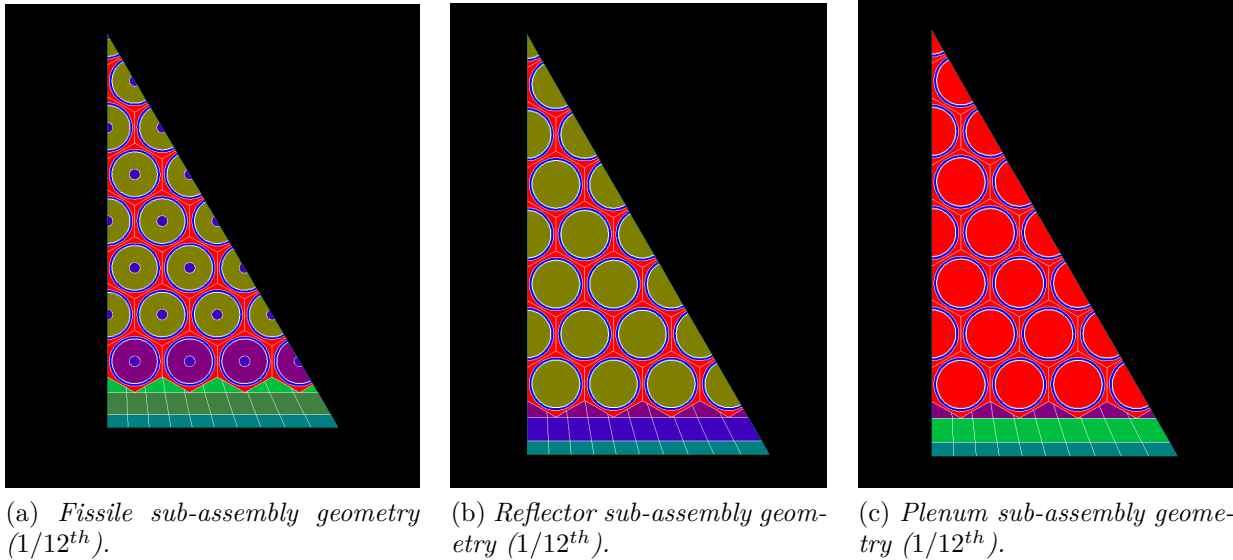 (a) Fissile sub-assembly geometry
(1/12th).
(b) Reflector sub-assembly geom-
etry (1/12th).
(c) Plenum sub-assembly geome-
try (1/12th).